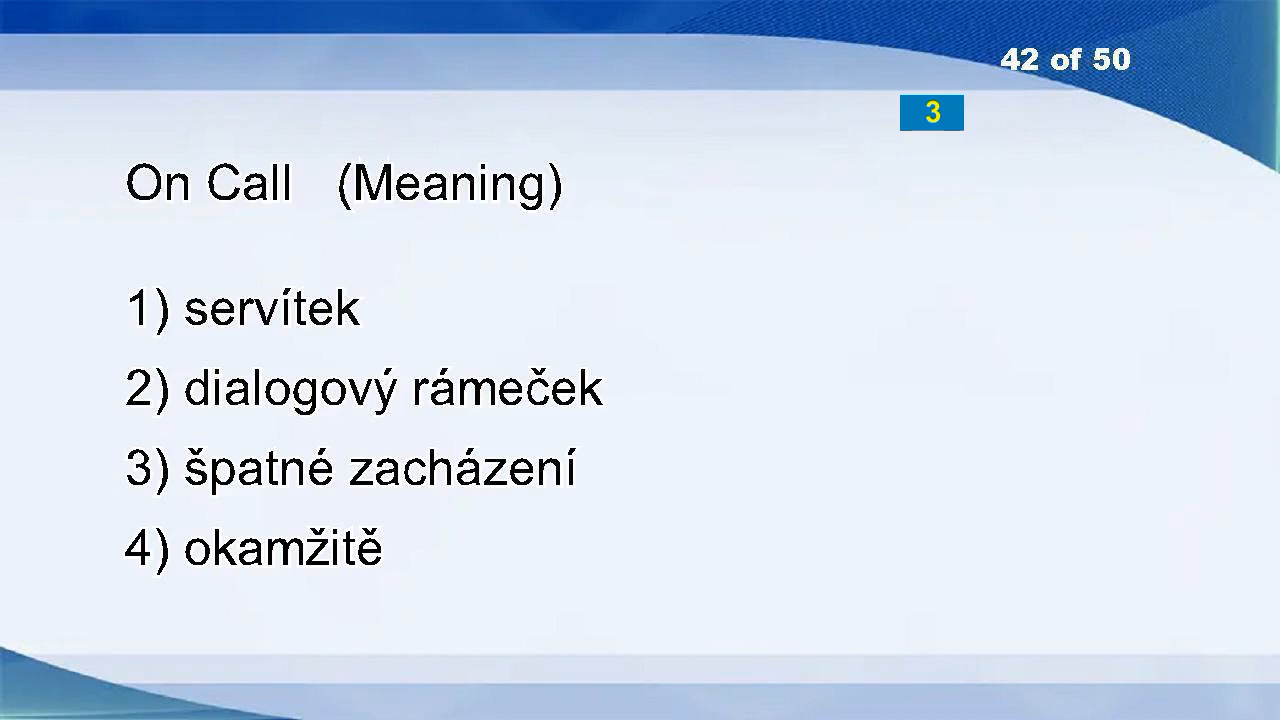 42 of 50
3
On Call (Meaning)
1) servítek
2) dialogový rámeček
3) špatné zacházení
4) okamžitě